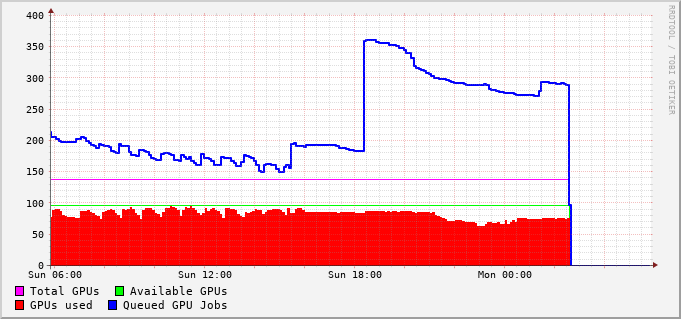 400
350
300
250
200
150
100
50
0
Sun 06:00 Sun 12:00 Sun 18:00 Mon 00:00
Total GPUs Available GPUs
GPUs used Queued GPU Jobs
RRDTOOL / TOBI OETIKER